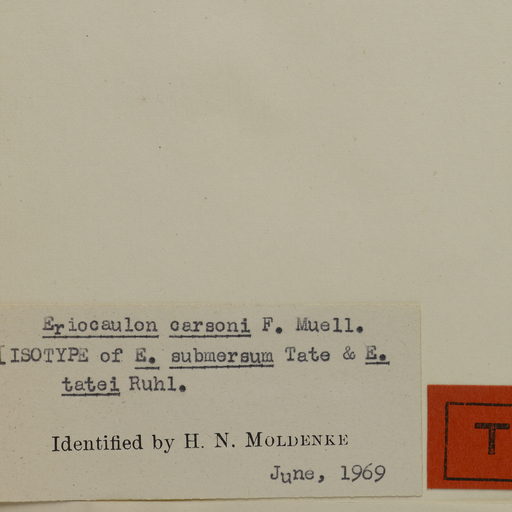 Eriocaulon carsoni F. Muell.
[ISOTYPE of E. submersum Tate & E.
tatei Ruhl.
Identified by H. N. MOLDENKE
June, 1969
T